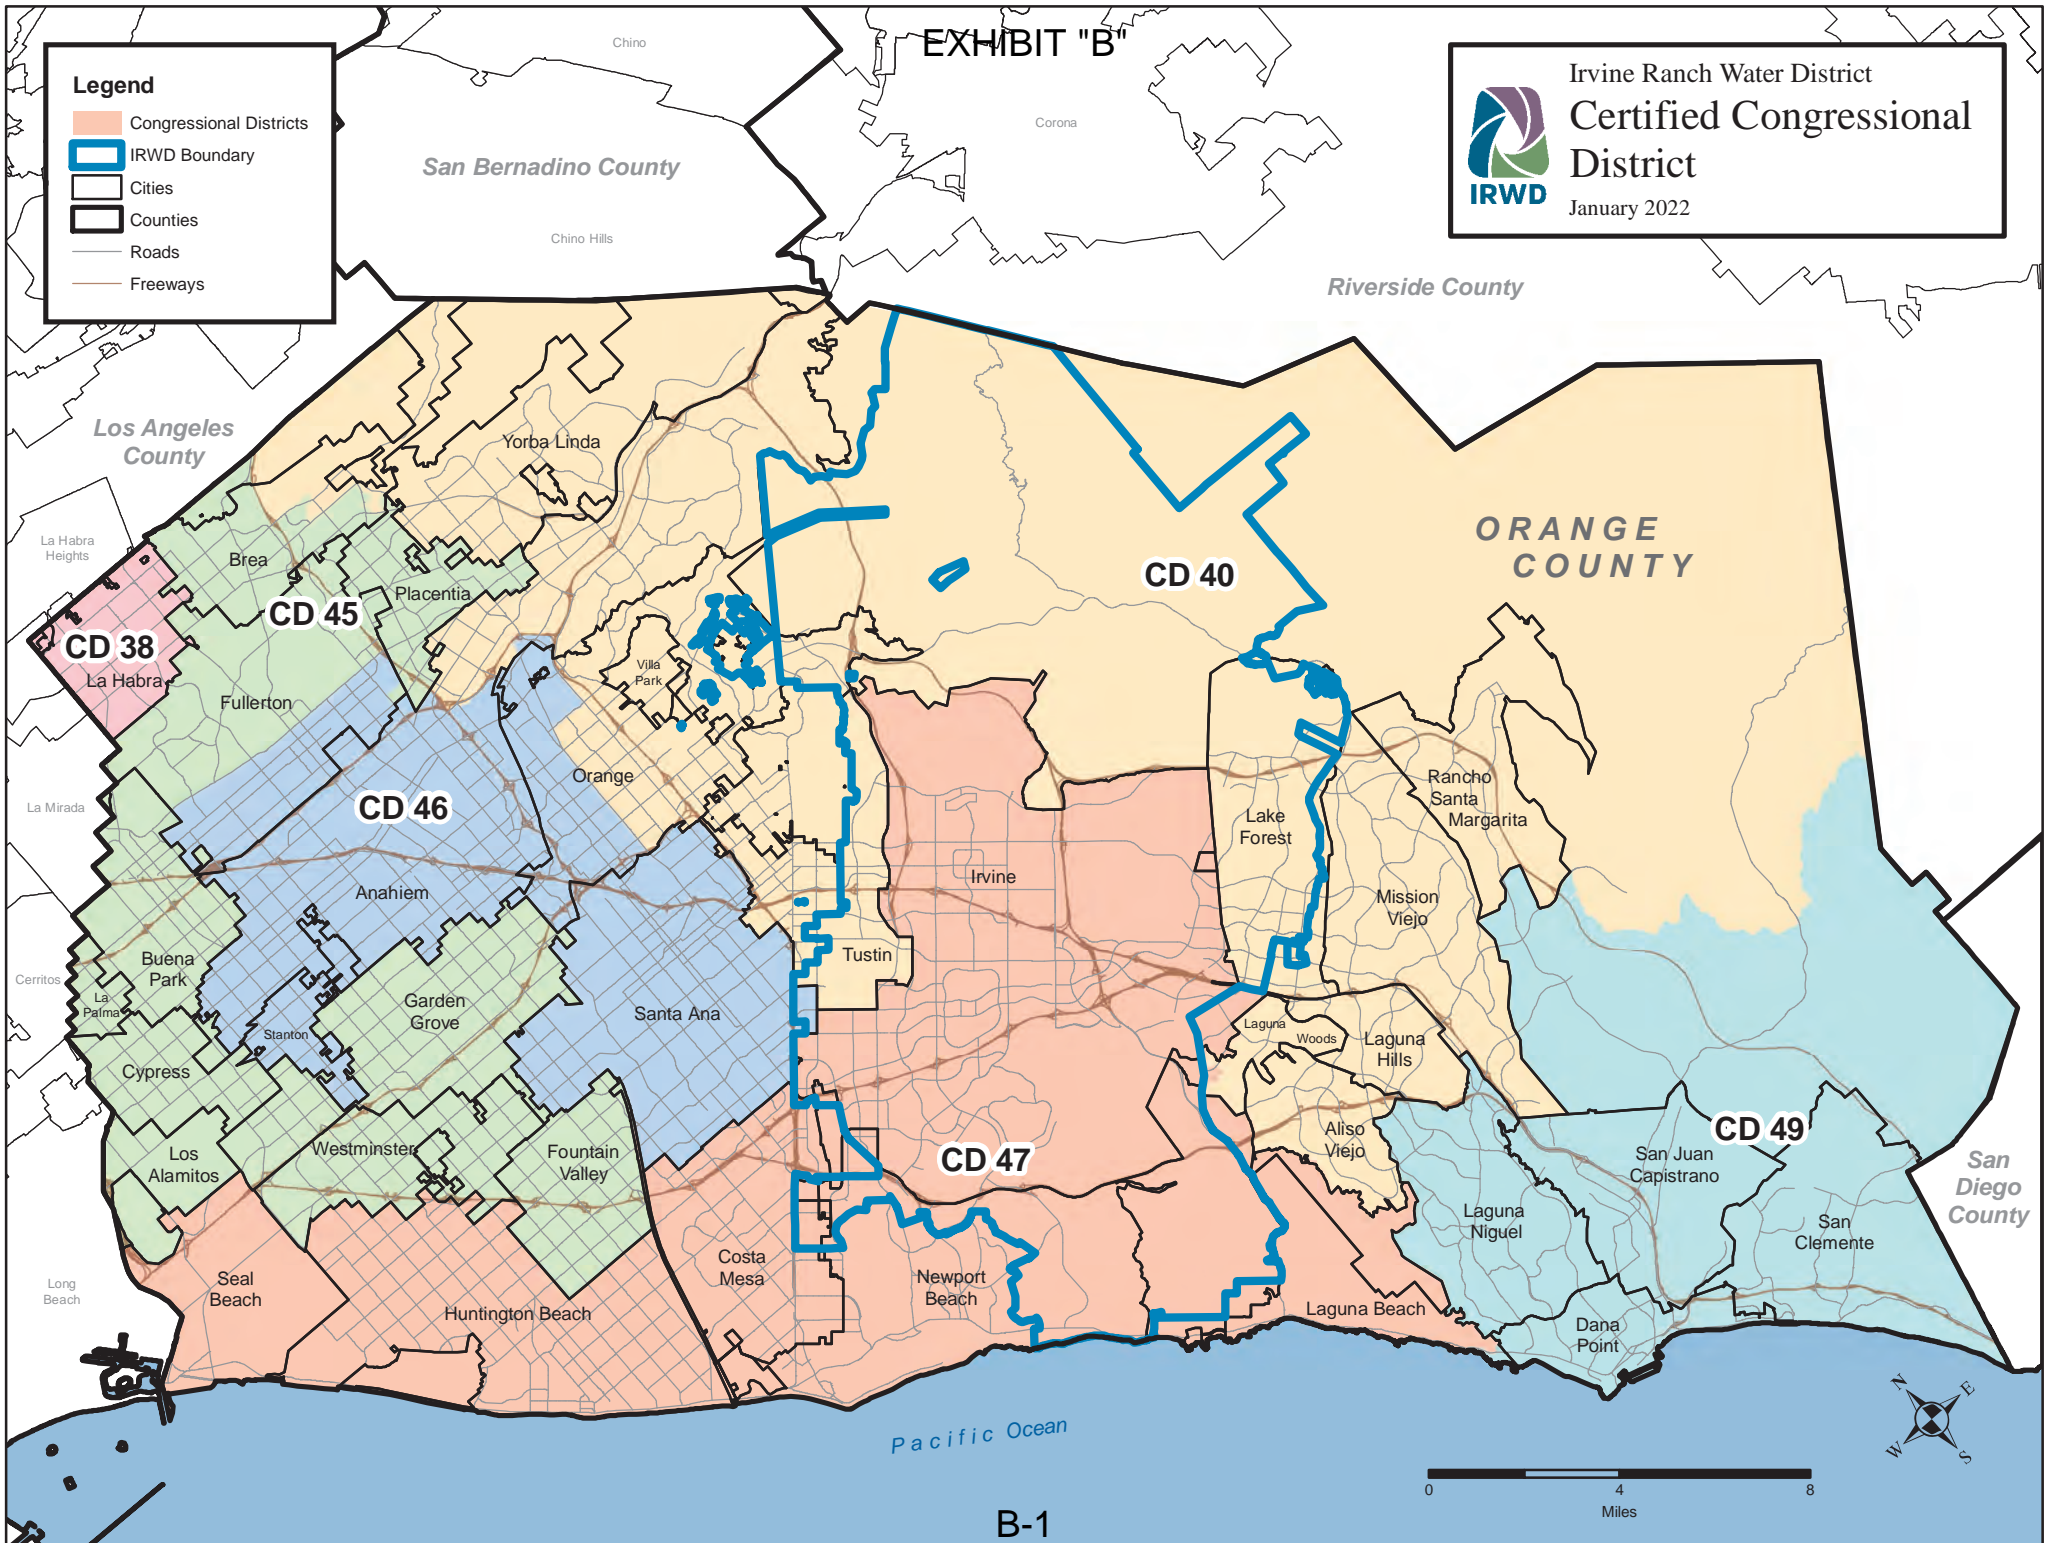 EXHIBIT "B"
Legend
Congressional Districts
IRWD Boundary
Cities
Counties
Roads
Freeways
Irvine Ranch Water District
Certified Congressional
District
January 2022
IRWD
Chino
Corona
San Bernadino County
Chino Hills
Riverside County
Los Angeles
County
Yorba Linda
La Habra
Heights
ORANGE
COUNTY
Brea
CD 40
Placentia
CD 45
CD 38
La Habra
Villa
Park
Fullerton
Orange
Rancho
Santa
Margarita
La Mirada
CD 46
Lake
Forest
Irvine
Anahiem
Mission
Viejo
Tustin
Buena
Park
Cerritos
La
Palma
Garden
Grove
Santa Ana
Stanton
Laguna
Woods
Laguna
Hills
Cypress
CD 49
Aliso
Viejo
Westminster
Los
Alamitos
Fountain
Valley
CD 47
San Juan
Capistrano
San
Diego
County
Laguna
Niguel
San
Clemente
Costa
Mesa
Seal
Beach
Newport
Beach
Long
Beach
Huntington Beach
Laguna Beach
Dana
Point
Pacific Ocean
N
E
W
S
0
4
8
Miles
B-1